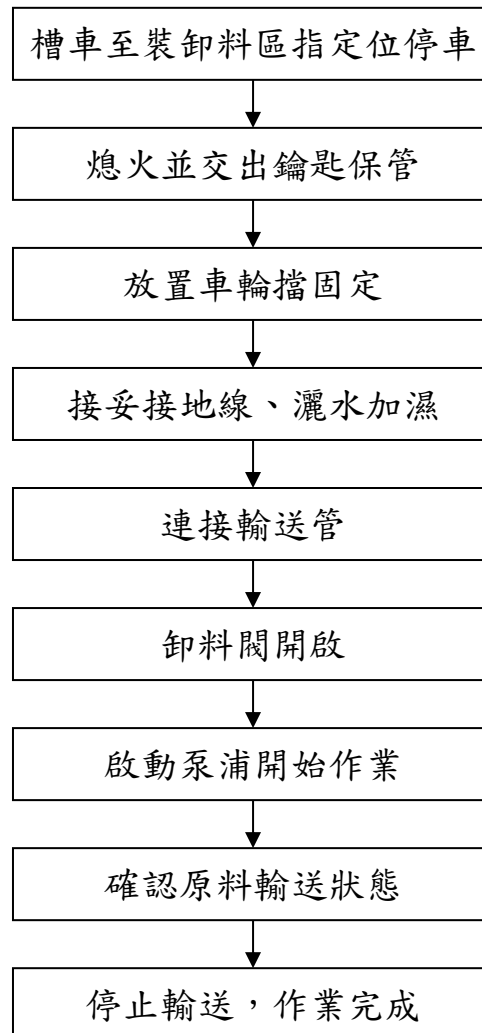 槽車至裝卸料區指定位停車
熄火並交出鑰匙保管
放置車輪擋固定
接妥接地線、灑水加濕
連接輸送管
卸料閥開啟
啟動泵浦開始作業
確認原料輸送狀態
停止輸送，作業完成